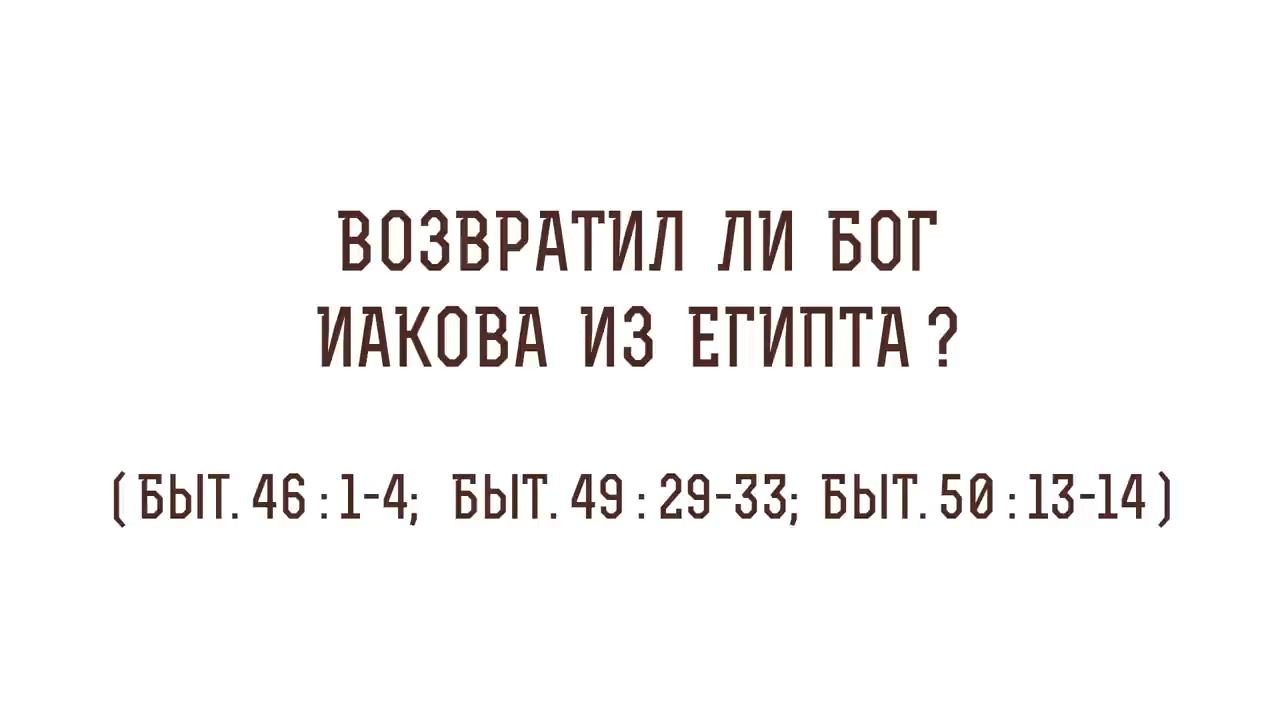 ВОЗВРАТИЛ ЛИ БОГ
ИАКОВА ИЗ ЕГИПТА?
(БЫТ. 46:1-4; БЫТ. 49:29-33; БЫТ. 50:13-14)